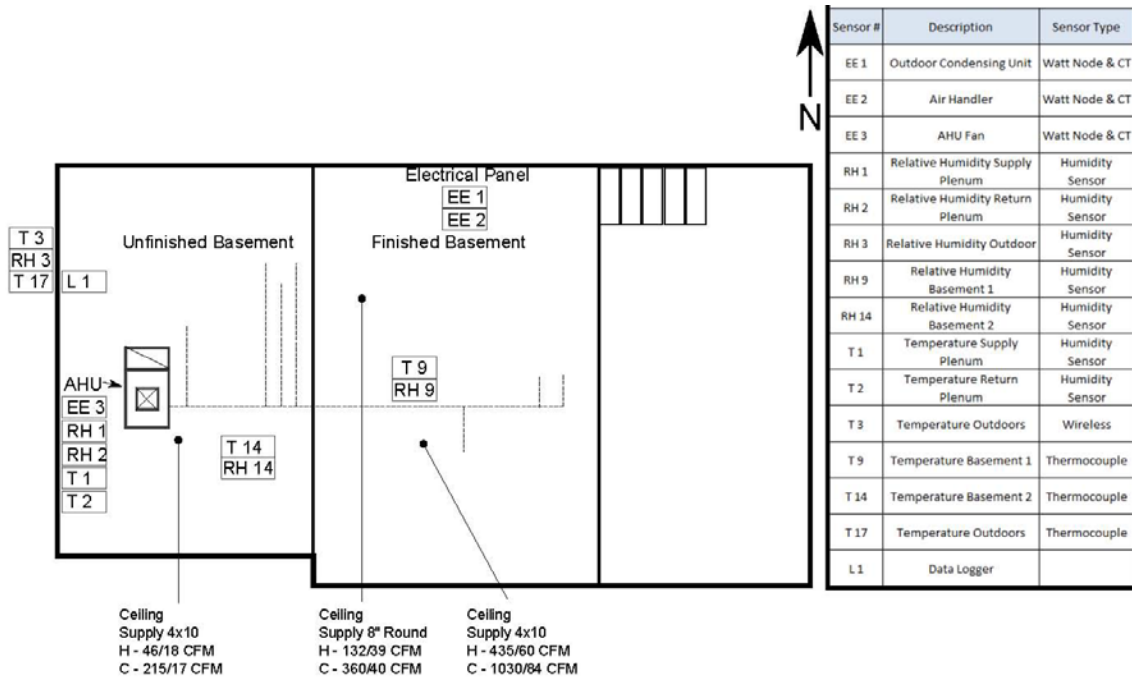 Electrical Panel
EE 1
EE 2
Unfinished Basement
Finished Basement
T 3
RH 3
T 17
L 1
T 9
RH 9
AHU
EE 3
RH 1
RH 2
T 1
T 2
T 14
RH 14
Ceiling
Supply 4x10
H - 46/18 CFM
C - 215/17 CFM
Ceiling
Supply 8" Round
H - 132/39 CFM
C - 360/40 CFM
Ceiling
Supply 4x10
H - 435/60 CFM
C - 1030/84 CFM
N
Sensor # Description Sensor Type
EE 1 Outdoor Condensing Unit Watt Node & CT
EE 2 Air Handler Watt Node & CT
EE 3 AHU Fan Watt Node & CT
RH 1 Relative Humidity Supply Humidity
Plenum Sensor
RH 2 Relative Humidity Return Humidity
Plenum Sensor
RH 3 Relative Humidity Outdoor Humidity
Sensor
RH 9 Relative Humidity Humidity
Basement 1 Sensor
RH 14 Relative Humidity Humidity
Basement 2 Sensor
T 1 Temperature Supply Humidity
Plenum Sensor
T 2 Temperature Return Humidity
Plenum Sensor
T 3 Temperature Outdoors Wireless
T 9 Temperature Basement 1 Thermocouple
T 14 Temperature Basement 2 Thermocouple
T 17 Temperature Outdoors Thermocouple
L 1 Data Logger